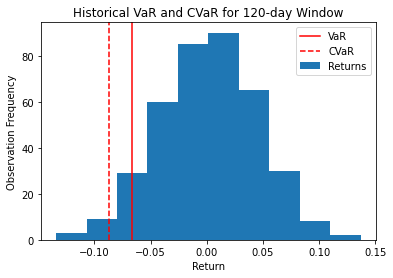 Historical VaR and CVaR for 120-day Window
VaR
CVaR
Returns
Observation Frequency
80
60
40
20
0
−0.10
−0.05
0.00
0.05
0.10
0.15
Return